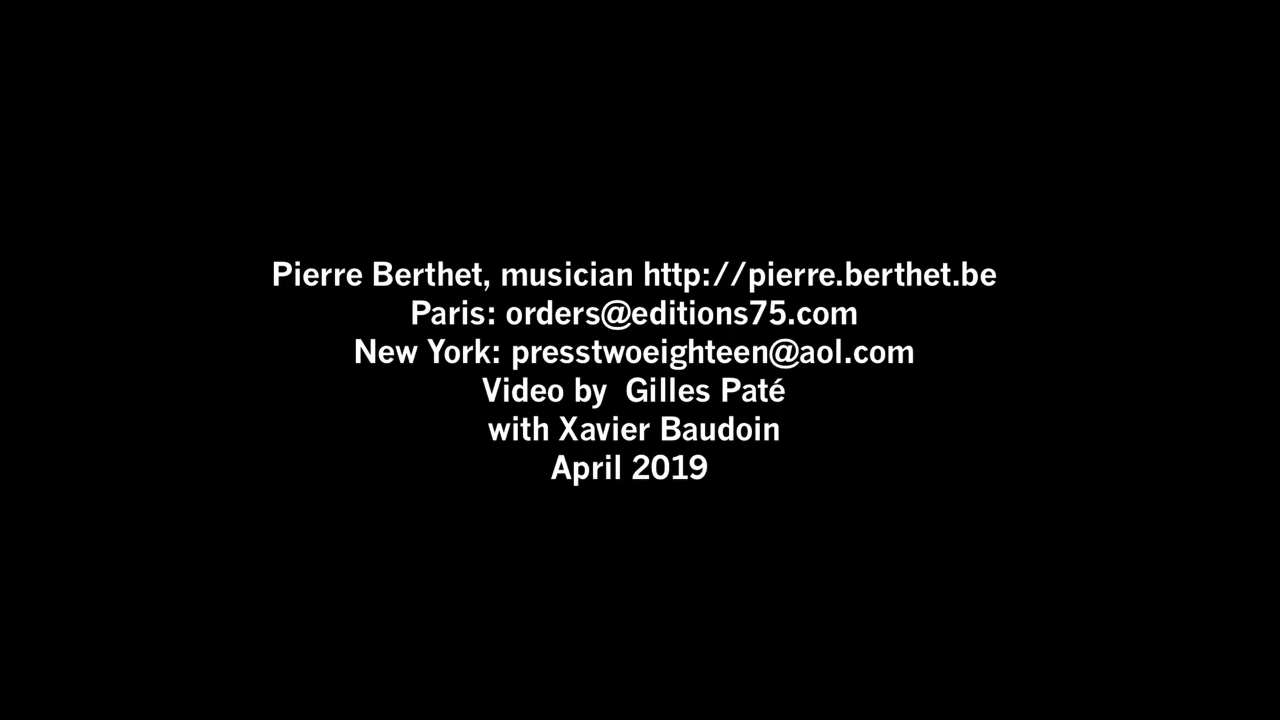 Pierre Berthet, musician http://pierre.berthet.be
Paris: orders@editions75.com
New York: presstwoeighteen@aol.com
Video by  Gilles Paté
with Xavier Baudoin
April 2019